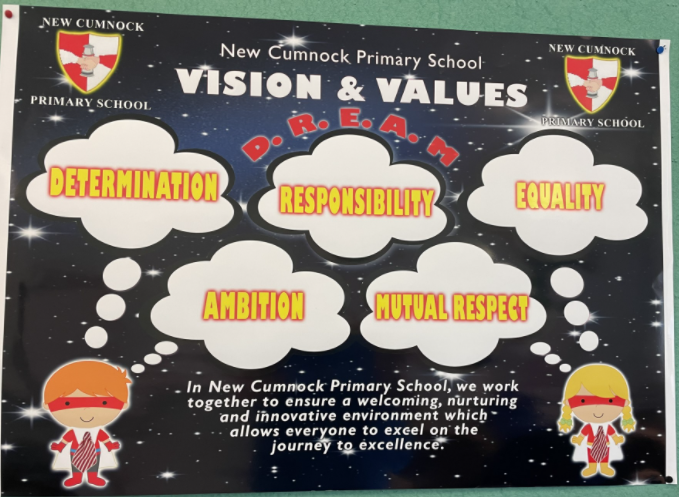 NEW CUMNOCK
PRIMARY SCHOOL
New Cumnock Primary School
VISION & VALUES
NEW CUMNOCK
PRIMARY SCHOOL
D.R.E.A.M
DETERMINATION
RESPONSIBILITY
EQUALITY
AMBITION
MUTUAL RESPECT
In New Cumnock Primary School, we work
together to ensure a welcoming, nurturing
and innovative environment which
allows everyone to excel on the
journey to excellence.